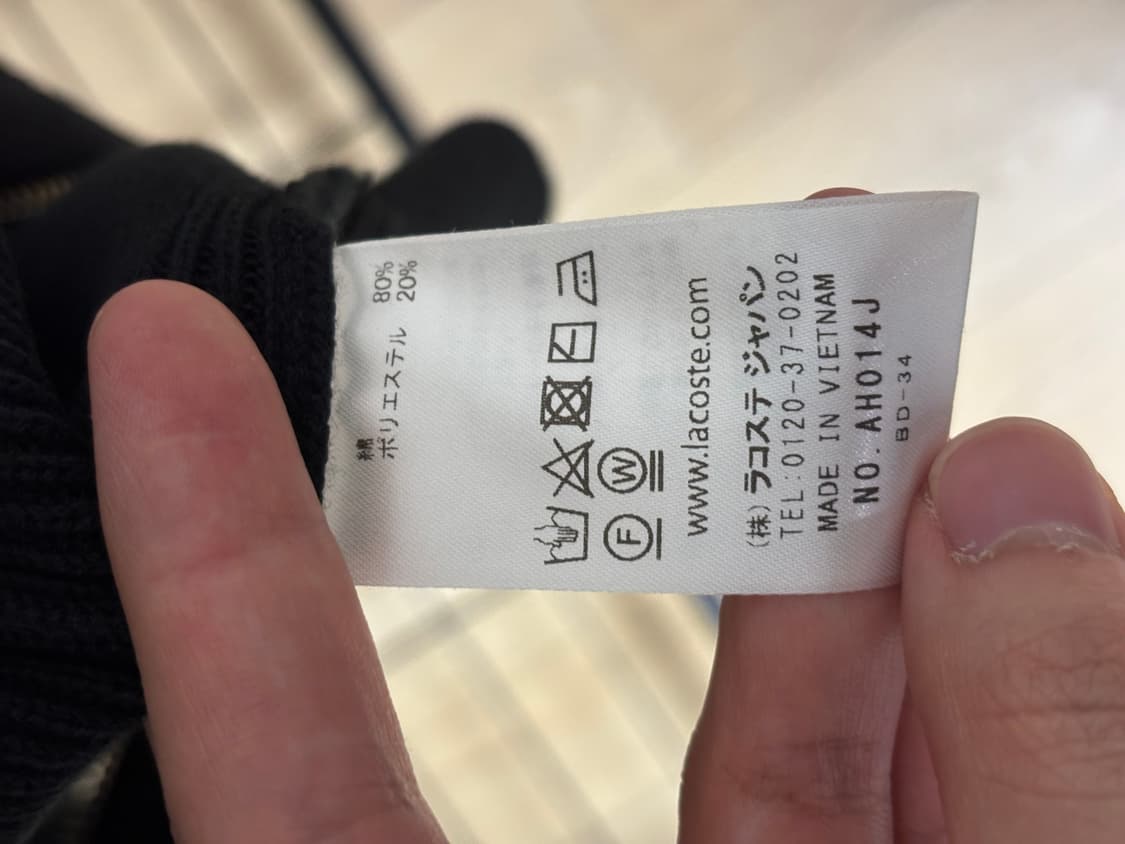 綿 80%
ポリエステル 20%
F W
www.lacoste.com
(株) ラコステ ジャパン
TEL:0120-37-0202
MADE IN VIETNAM
NO. AH014J
BD-34